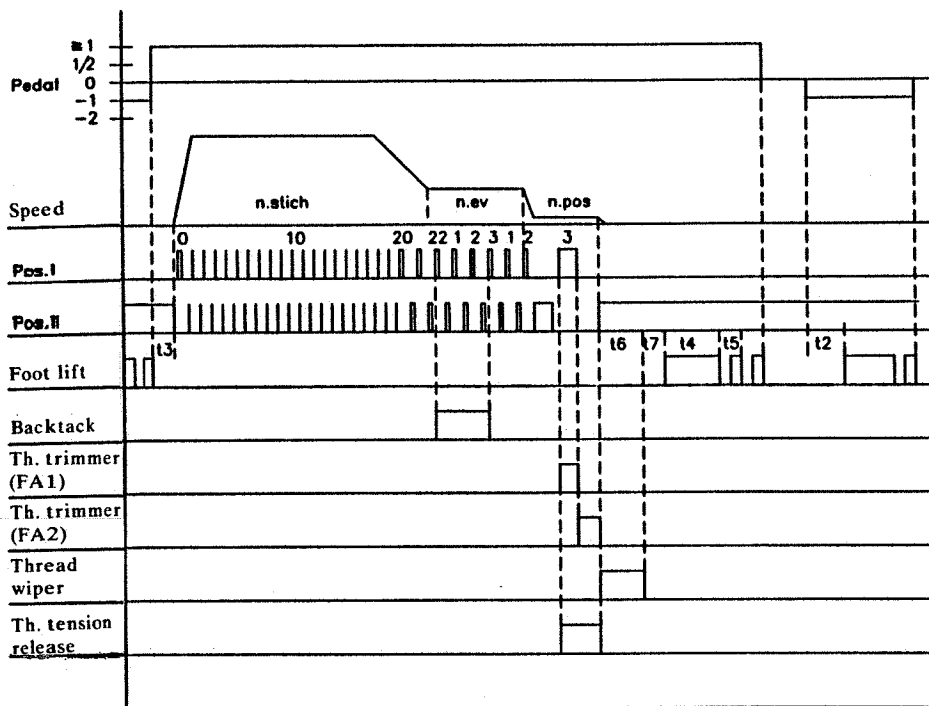 ≅1
1/2
Pedal 0
-1
-2
n.stich n.ev n.pos
Speed
0 10 20 22 1 2 3 1 2 3
Pos.I
Pos.II
t3 t6 t7 t4 t5 t2
Foot lift
Backtack
Th. trimmer
(FA1)
Th. trimmer
(FA2)
Thread
wiper
Th. tension
release